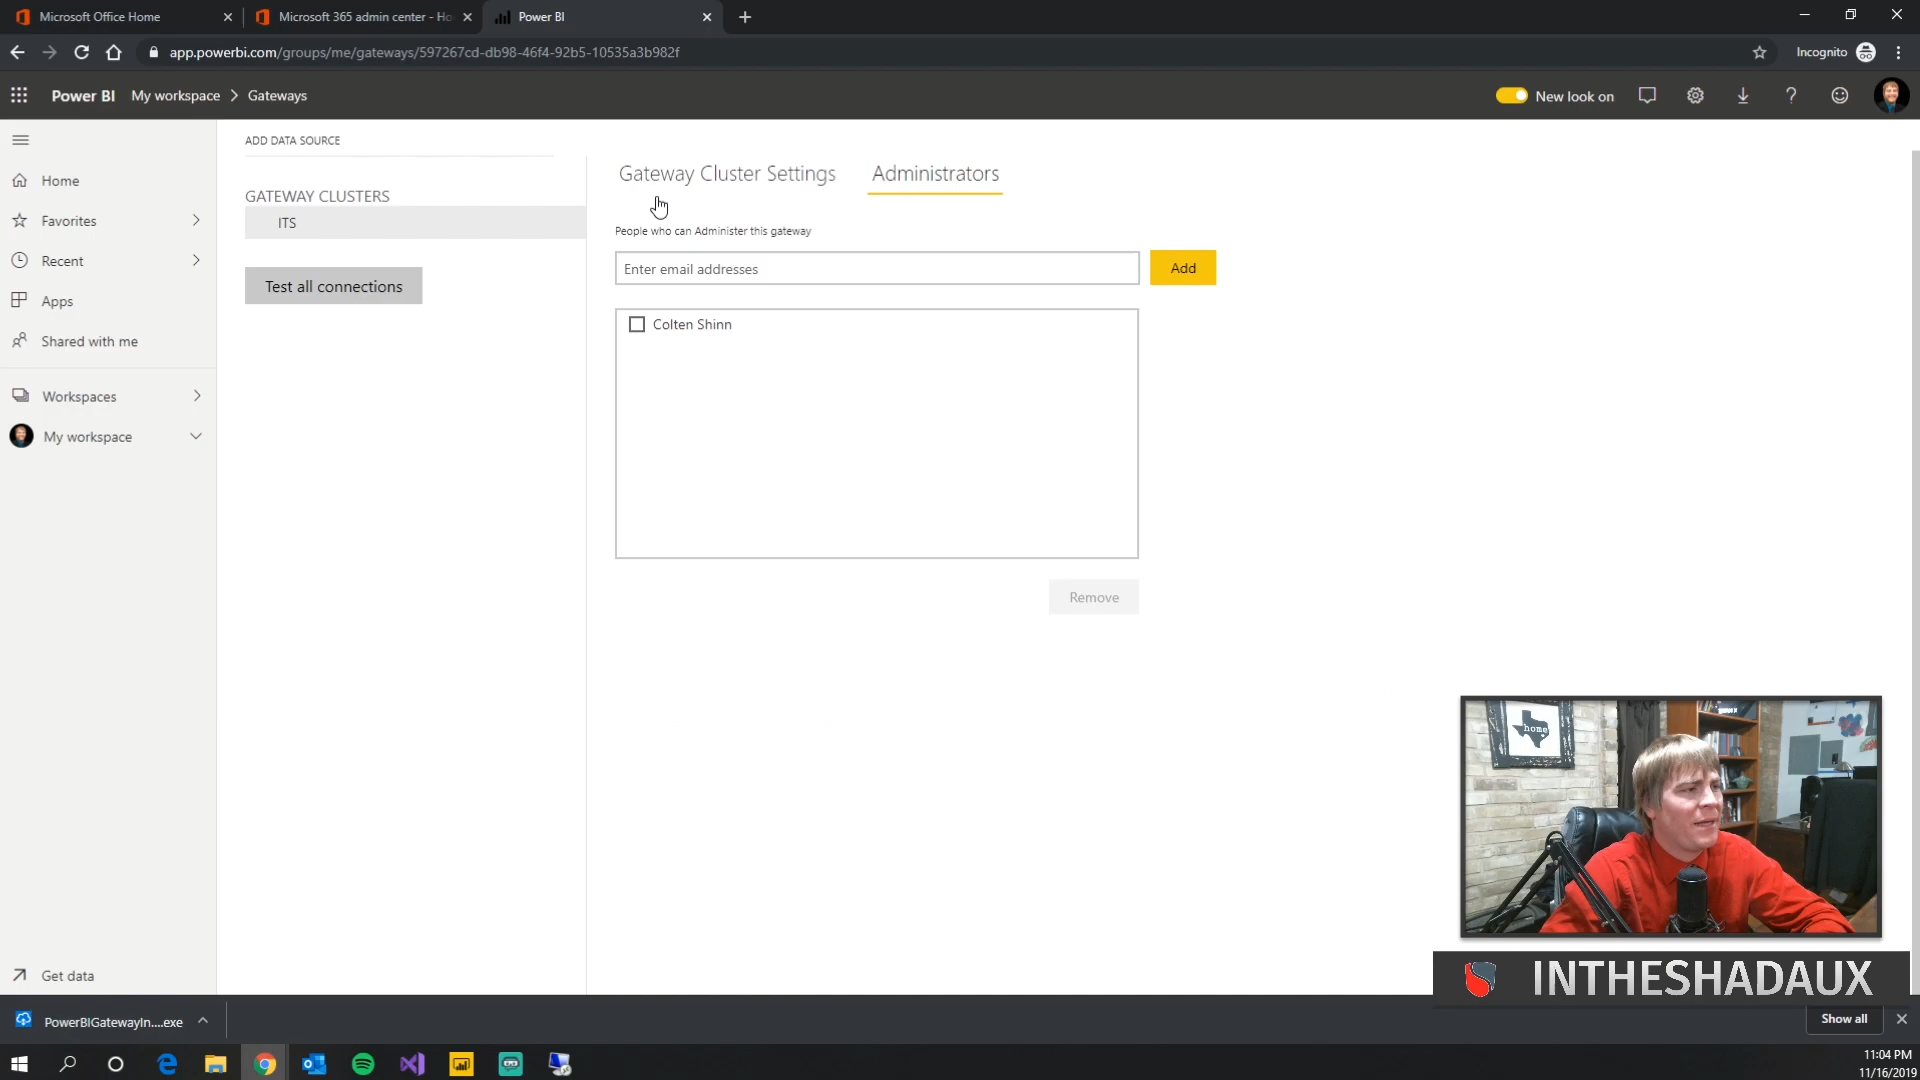 Microsoft Office Home
Microsoft 365 admin center - Ho
Power BI
app.powerbi.com/groups/me/gateways/597267cd-db98-46f4-92b5-10535a3b982f
Incognito
Power BI My workspace > Gateways
New look on
ADD DATA SOURCE
GATEWAY CLUSTERS
ITS
Test all connections
Home
Favorites
Recent
Apps
Shared with me
Workspaces
My workspace
Get data
Gateway Cluster Settings
Administrators
People who can Administer this gateway
Enter email addresses
Add
Colten Shinn
Remove
home
INTHESHADAUX
PowerBIGatewayIn....exe
Show all
11:04 PM
11/16/2019